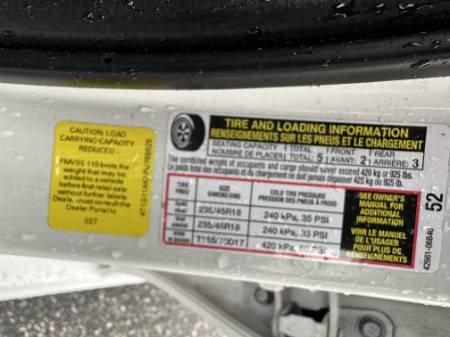 CAUTION: LOAD
CARRYING CAPACITY
REDUCED -
FMVSS 110 limits the
weight that may be
added to a vehicle
before first retail sale
without further labels.
Dealer must consult the
Dealer Portal to
SET
TIRE AND LOADING INFORMATION
RENSEIGNEMENTS SUR LES PNEUS ET LE CHARGEMENT
SEATING CAPACITY
NOMBRE DE PLACES
TOTAL
TOTAL: 5
FRONT:
AVANT: 2
REAR
ARRIÈRE: 3
The combined weight of occupants and cargo should never exceed 420 kg or 925 lbs.
Le poids total des occupants et du chargement ne doit jamais dépasser 420 kg ou 925 lb.
TIRE
PNEU
SIZE
DIMENSIONS
COLD TIRE PRESSURE
PRESSION DES PNEUS À FROID
235/45R18
240 kPa, 35 PSI
235/45R18
240 kPa, 35 PSI
T155/70D17
420 kPa, 60 PSI
SEE OWNER'S
MANUAL FOR
ADDITIONAL
INFORMATION
VOIR LE MANUEL
DE L'USAGER
POUR PLUS DE
RENSEIGNEMENTS
52